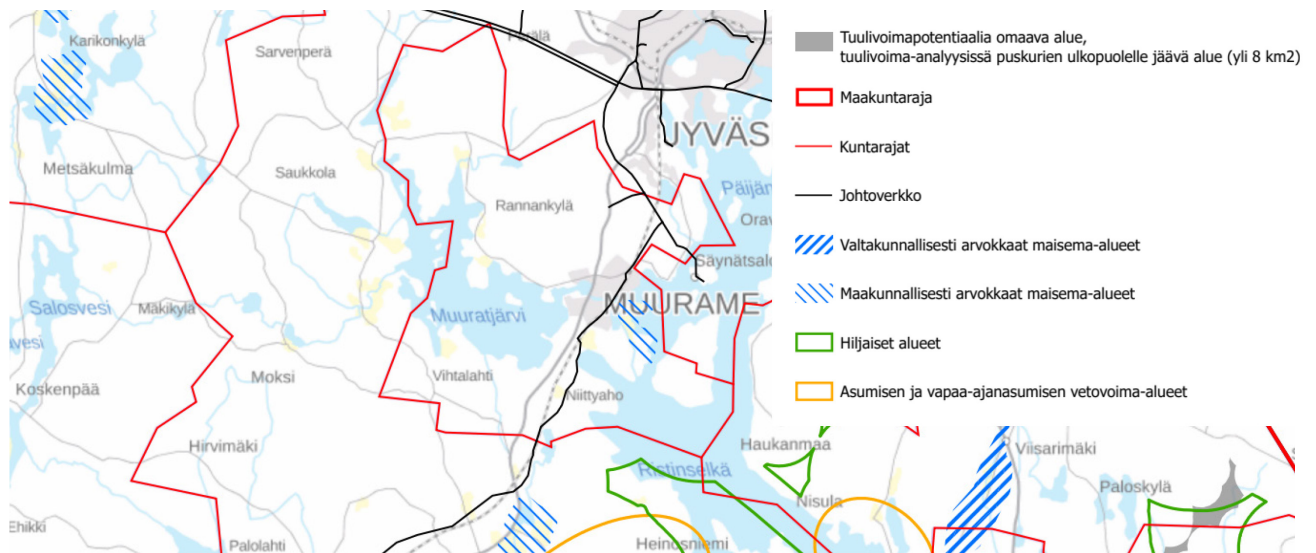 Karikonkylä
Sarvenperä
JYVÄS
Metsäkulma
Saukkola
Rannankylä
Päijän
Orav
Säynätsalo
MUURAME
Salosvesi
Mäkikylä
Muuratjärvi
avesi
Koskenpää
Moksi
Vihtalahti
Niittyaho
Hirvimäki
Haukanmaa
Ristinselkä
Nisula
Ehikki
Palolahti
Heinosniemi
Viisarimäki
Paloskylä
Tuulivoimapotentiaalia omaava alue,
tuulivoima-analyysissä puskurien ulkopuolelle jäävä alue (yli 8 km2)
Maakuntaraja
Kuntarajat
Johtoverkko
Valtakunnallisesti arvokkaat maisema-alueet
Maakunnallisesti arvokkaat maisema-alueet
Hiljaiset alueet
Asumisen ja vapaa-ajanasumisen vetovoima-alueet